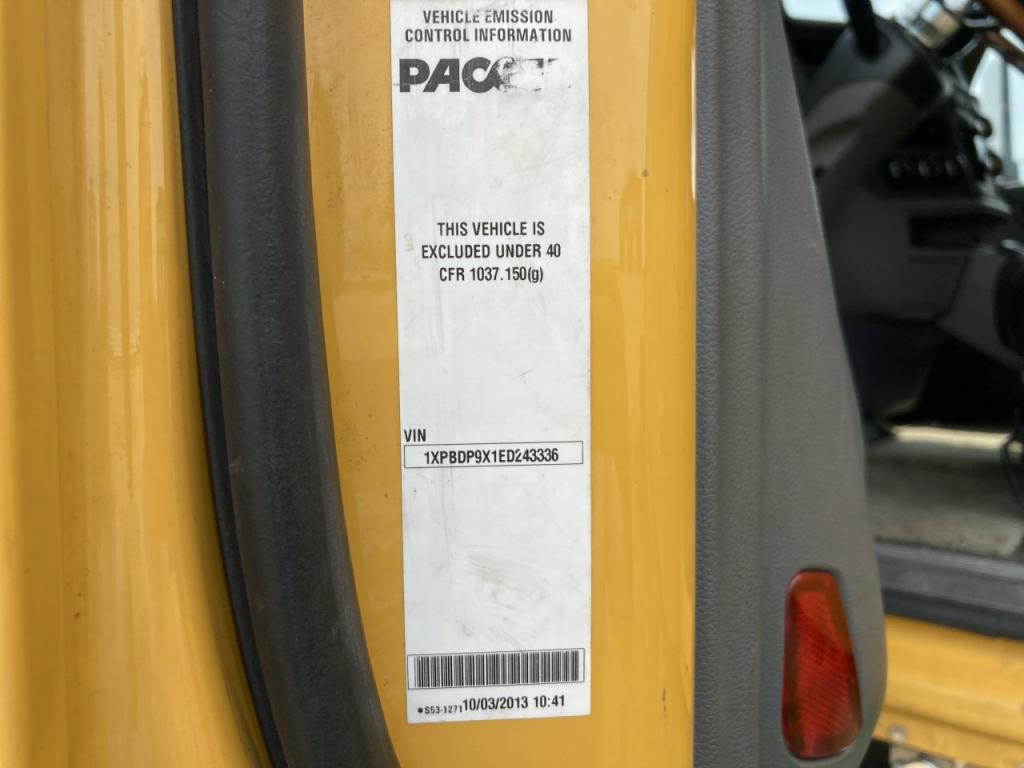 VEHICLE EMISSION
CONTROL INFORMATION
THIS VEHICLE IS
EXCLUDED UNDER 40
CFR 1037.150(g)
VIN
1XPBDP9X1ED243336
S53-1271 10/03/2013 10:41